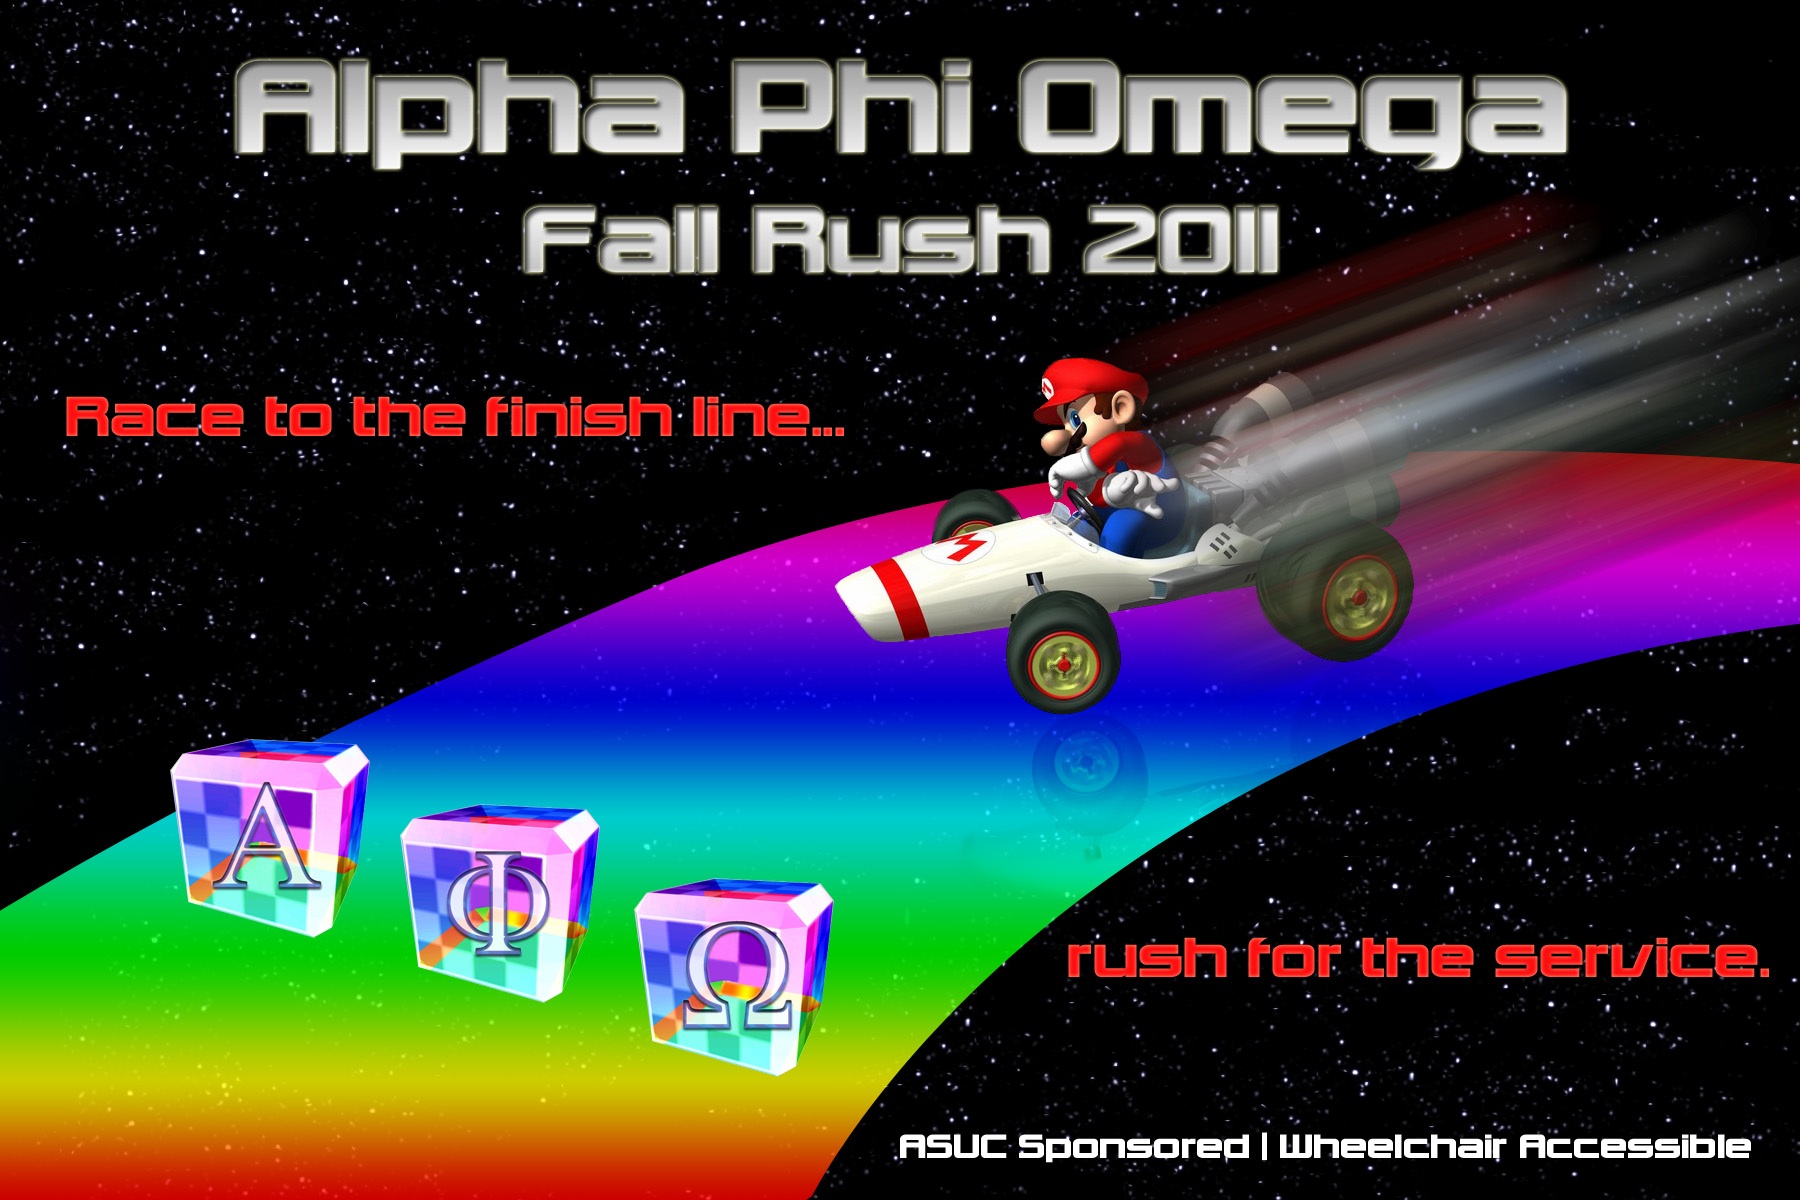 Alpha Phi Omega
Fall Rush 2011
Race to the finish line...
M
M
Α
Φ
Ω
rush for the service.
ASUC Sponsored | Wheelchair Accessible